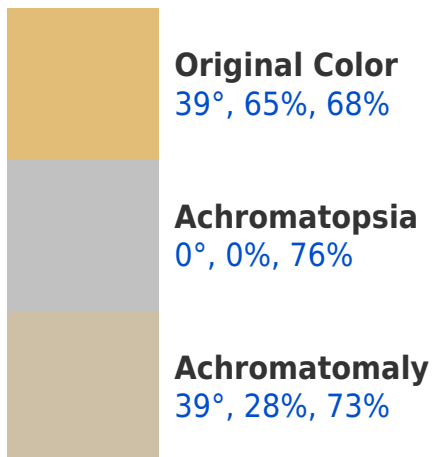 Original Color
39°, 65%, 68%
Achromatopsia
0°, 0%, 76%
Achromatomaly
39°, 28%, 73%